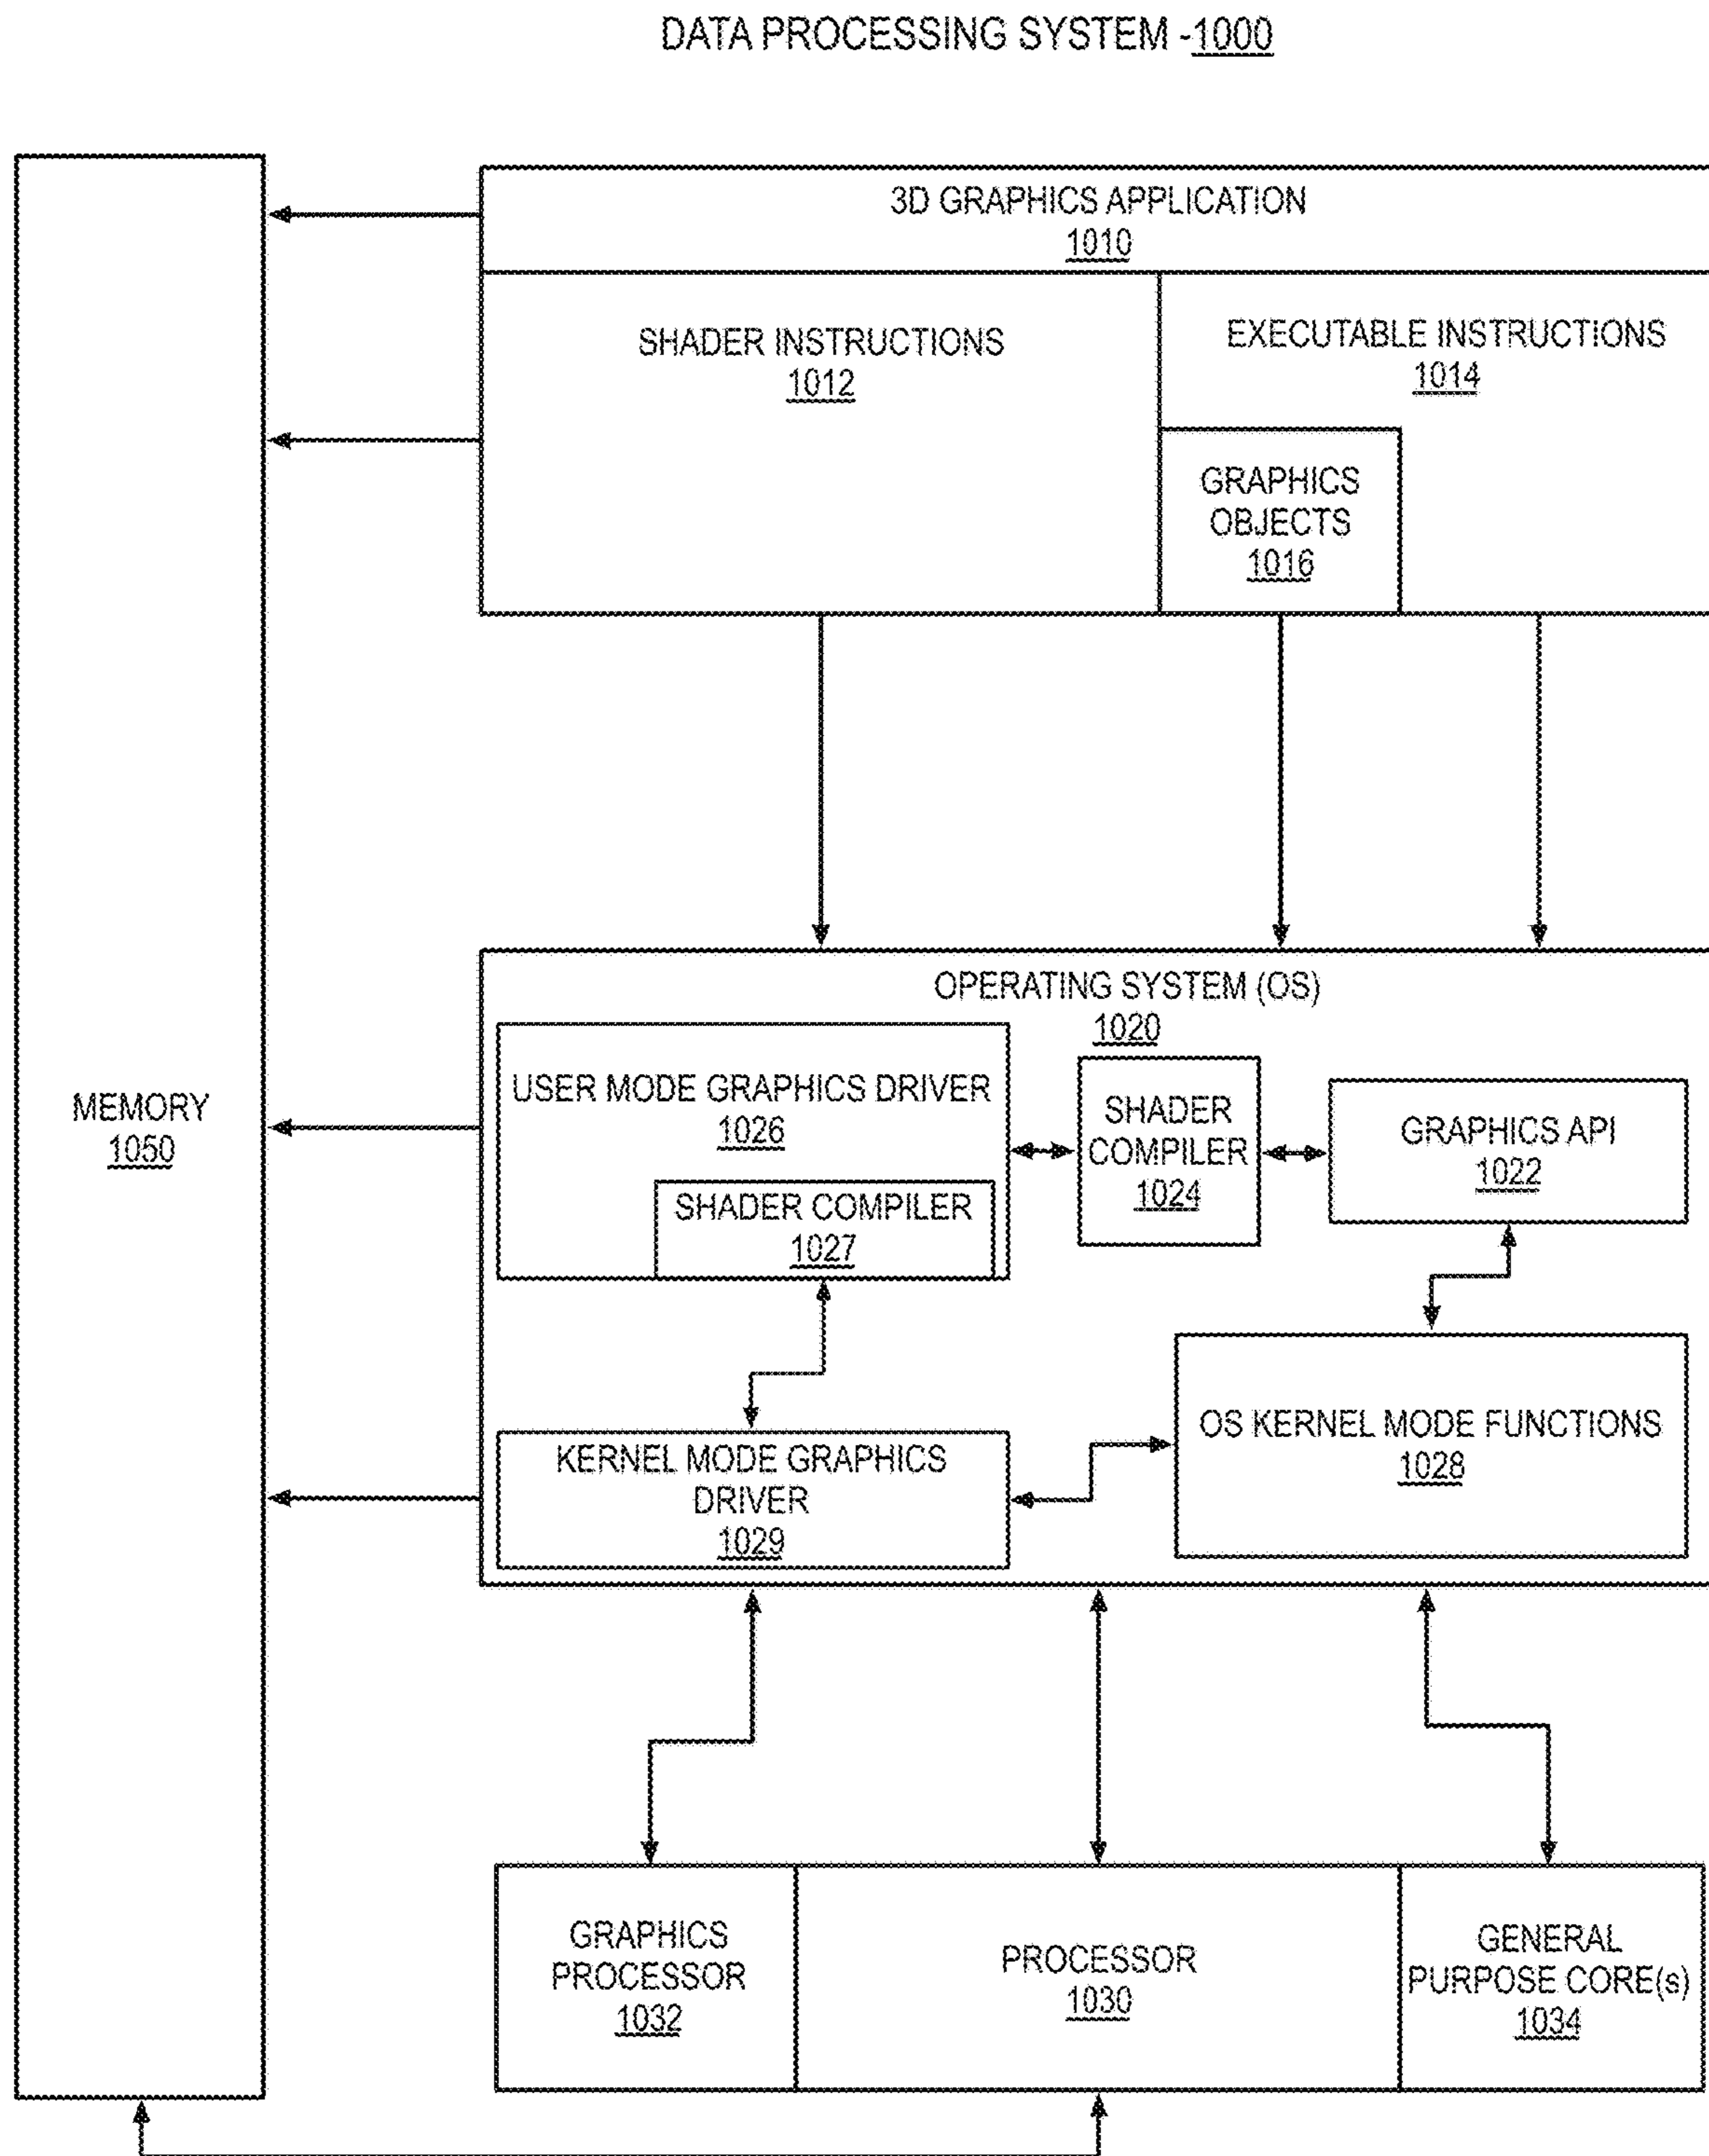 DATA PROCESSING SYSTEM -1000
3D GRAPHICS APPLICATION
1010
SHADER INSTRUCTIONS
1012
EXECUTABLE INSTRUCTIONS
1014
GRAPHICS
OBJECTS
1016
MEMORY
1050
OPERATING SYSTEM (OS)
1020
USER MODE GRAPHICS DRIVER
1026
SHADER COMPILER
1027
SHADER
COMPILER
1024
GRAPHICS API
1022
KERNEL MODE GRAPHICS
DRIVER
1029
OS KERNEL MODE FUNCTIONS
1028
GRAPHICS
PROCESSOR
1032
PROCESSOR
1030
GENERAL
PURPOSE CORE(s)
1034